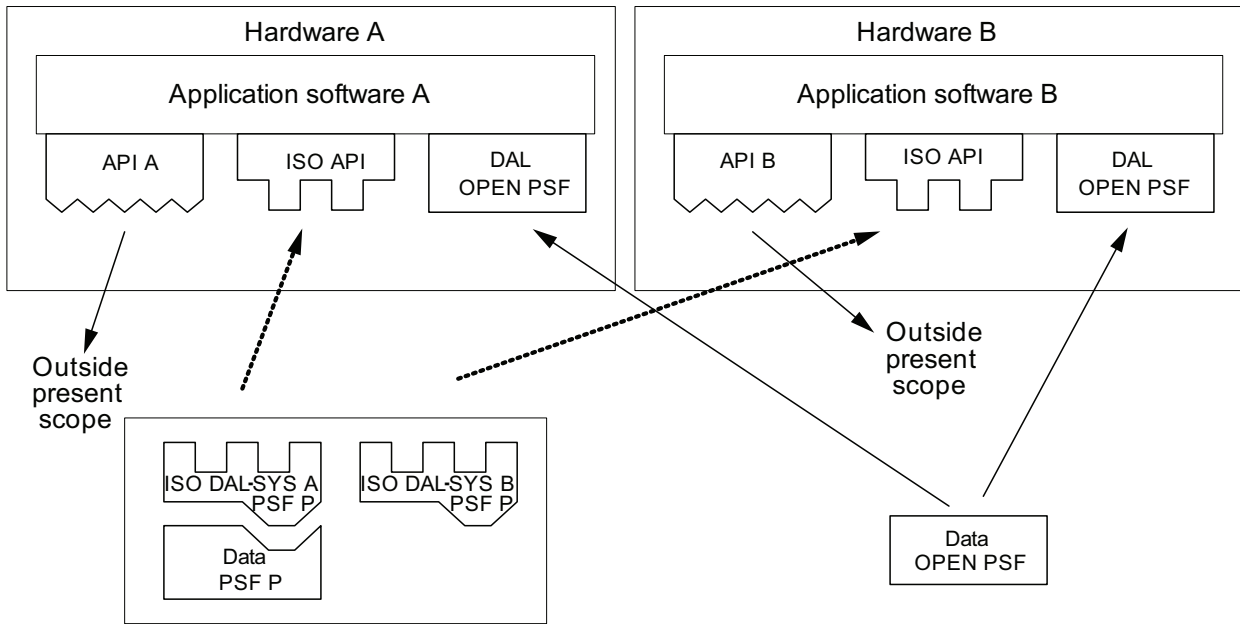 Hardware A
Application software A
API A
ISO API
DAL
OPEN PSF
Hardware B
Application software B
API B
ISO API
DAL
OPEN PSF
Outside
present
scope
Outside
present
scope
ISO DAL-SYS A
PSF P
ISO DAL-SYS B
PSF P
Data
PSF P
Data
OPEN PSF